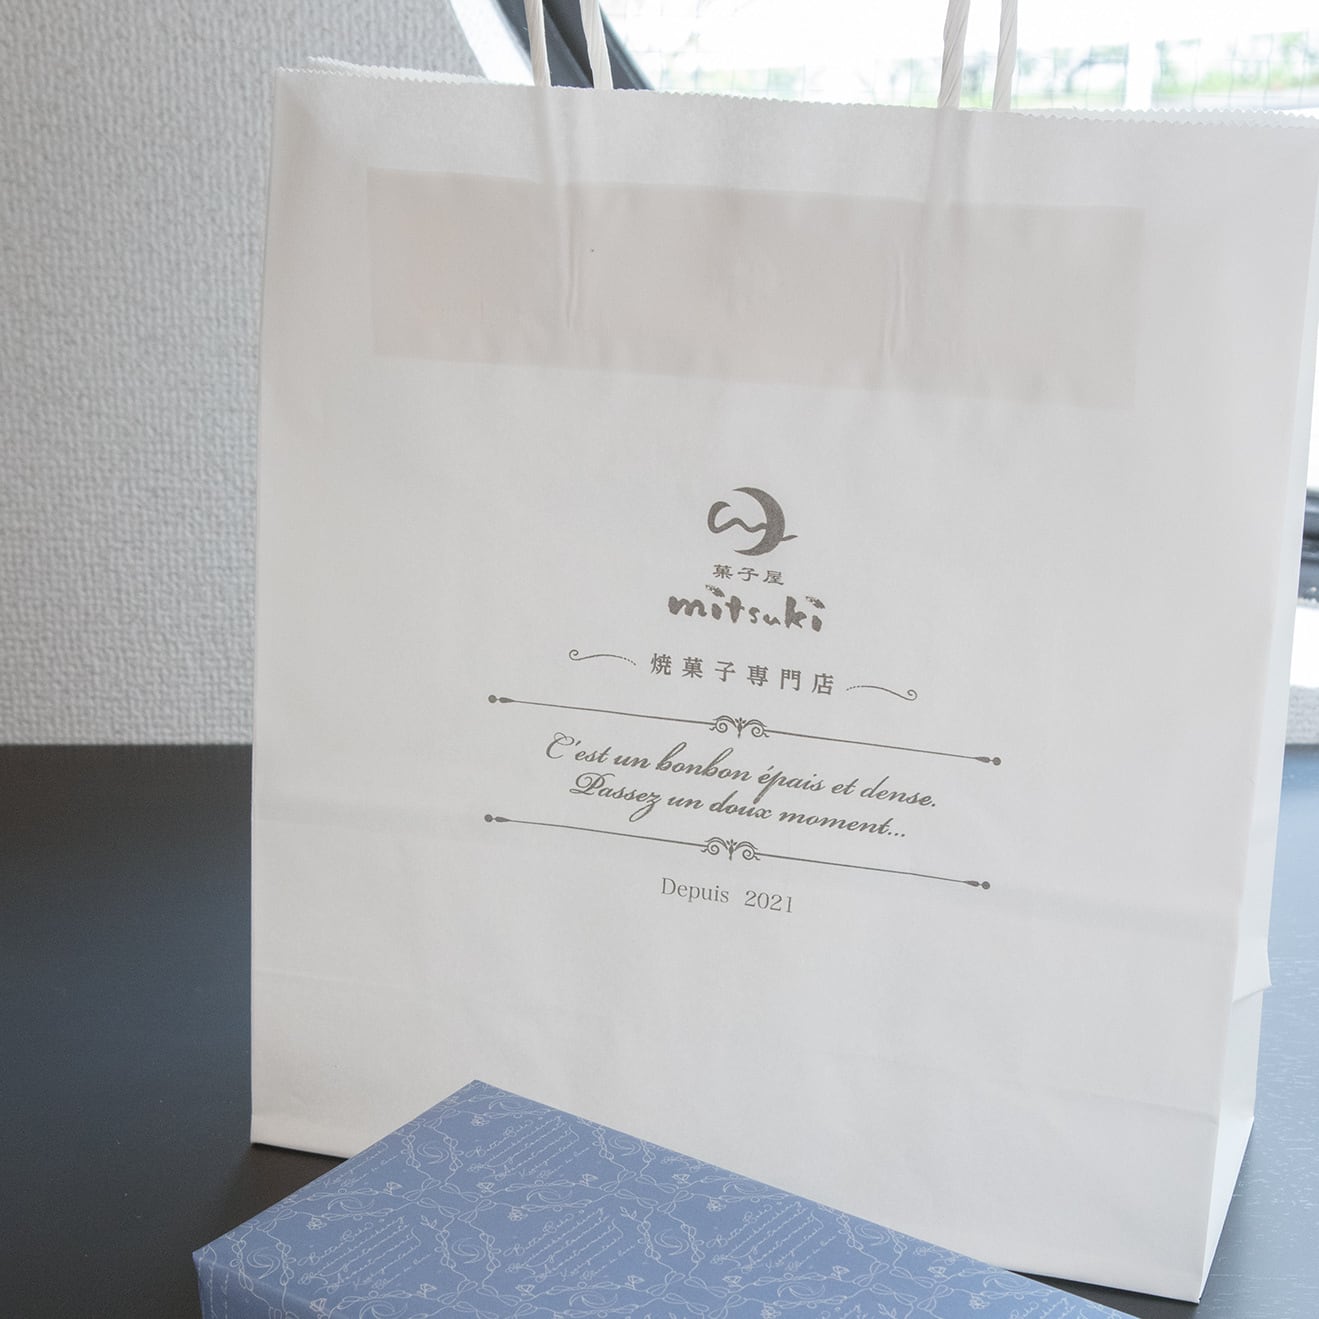 菓子屋
mitsuki
焼菓子専門店
C'est un bonbon épais et dense.
Passez un doux moment...
Depuis 2021